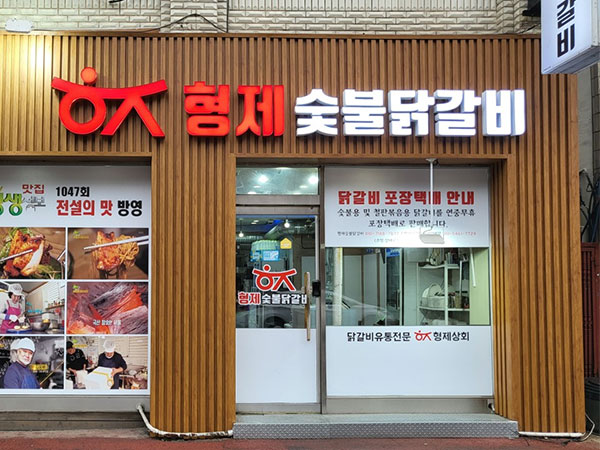 갈비
형제 숯불닭갈비
맛집
1047회
전설의 맛 방영
닭갈비 포장택배 안내
숯불용 및 철판볶음용 닭갈비를 연중무휴
포장택배로 판매합니다.
형제 숯불닭갈비
닭갈비유통전문 형제상회